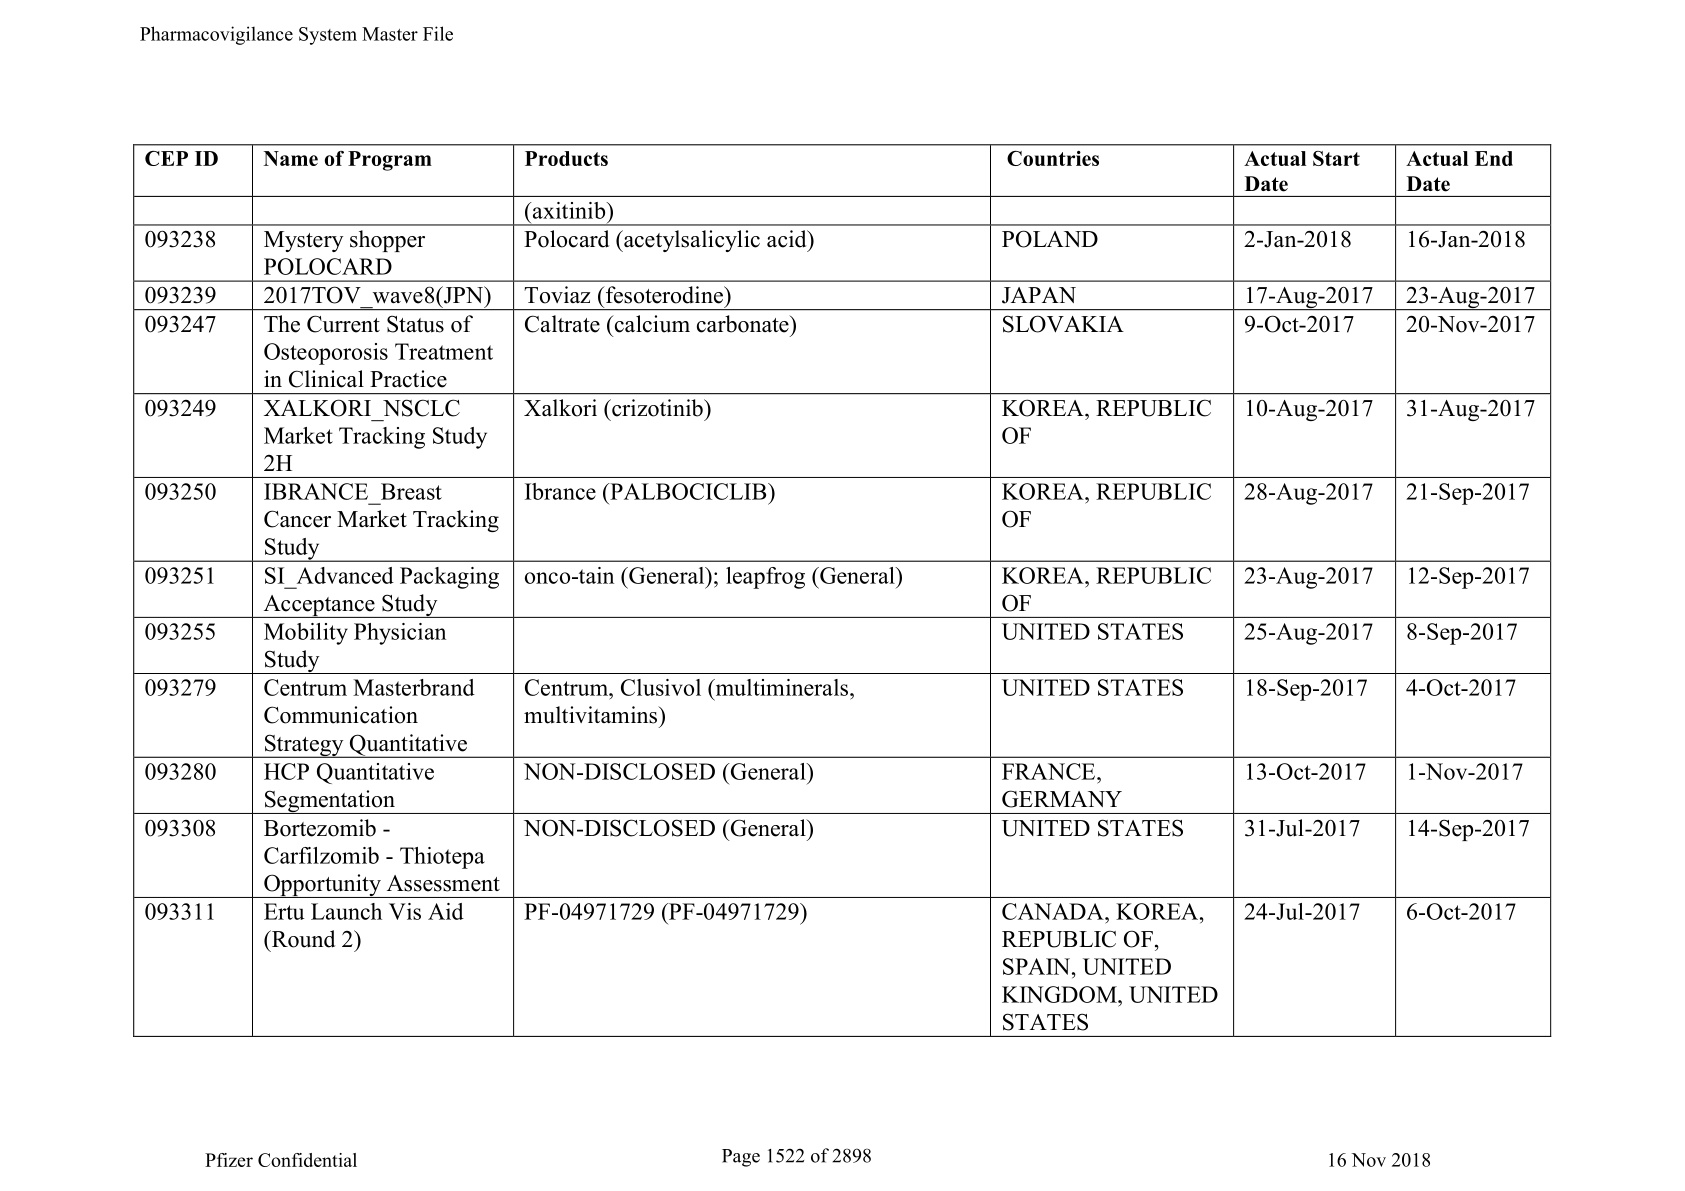 Pharmacovigilance System Master File
CEP ID Name of Program Products Countries Actual Start Date Actual End Date
(axitinib)
093238 Mystery shopper POLOCARD Polocard (acetylsalicylic acid) POLAND 2-Jan-2018 16-Jan-2018
093239 2017TOV_wave8(JPN) Toviaz (fesoterodine) JAPAN 17-Aug-2017 23-Aug-2017
093247 The Current Status of Osteoporosis Treatment in Clinical Practice Caltrate (calcium carbonate) SLOVAKIA 9-Oct-2017 20-Nov-2017
093249 XALKORI_NSCLC Market Tracking Study 2H Xalkori (crizotinib) KOREA, REPUBLIC OF 10-Aug-2017 31-Aug-2017
093250 IBRANCE_Breast Cancer Market Tracking Study Ibrance (PALBOCICLIB) KOREA, REPUBLIC OF 28-Aug-2017 21-Sep-2017
093251 SI_Advanced Packaging Acceptance Study onco-tain (General); leapfrog (General) KOREA, REPUBLIC OF 23-Aug-2017 12-Sep-2017
093255 Mobility Physician Study UNITED STATES 25-Aug-2017 8-Sep-2017
093279 Centrum Masterbrand Communication Strategy Quantitative Centrum, Clusivol (multiminerals, multivitamins) UNITED STATES 18-Sep-2017 4-Oct-2017
093280 HCP Quantitative Segmentation NON-DISCLOSED (General) FRANCE, GERMANY 13-Oct-2017 1-Nov-2017
093308 Bortezomib - Carfilzomib - Thiotepa Opportunity Assessment NON-DISCLOSED (General) UNITED STATES 31-Jul-2017 14-Sep-2017
093311 Ertu Launch Vis Aid (Round 2) PF-04971729 (PF-04971729) CANADA, KOREA, REPUBLIC OF, SPAIN, UNITED KINGDOM, UNITED STATES 24-Jul-2017 6-Oct-2017
Pfizer Confidential Page 1522 of 2898 16 Nov 2018